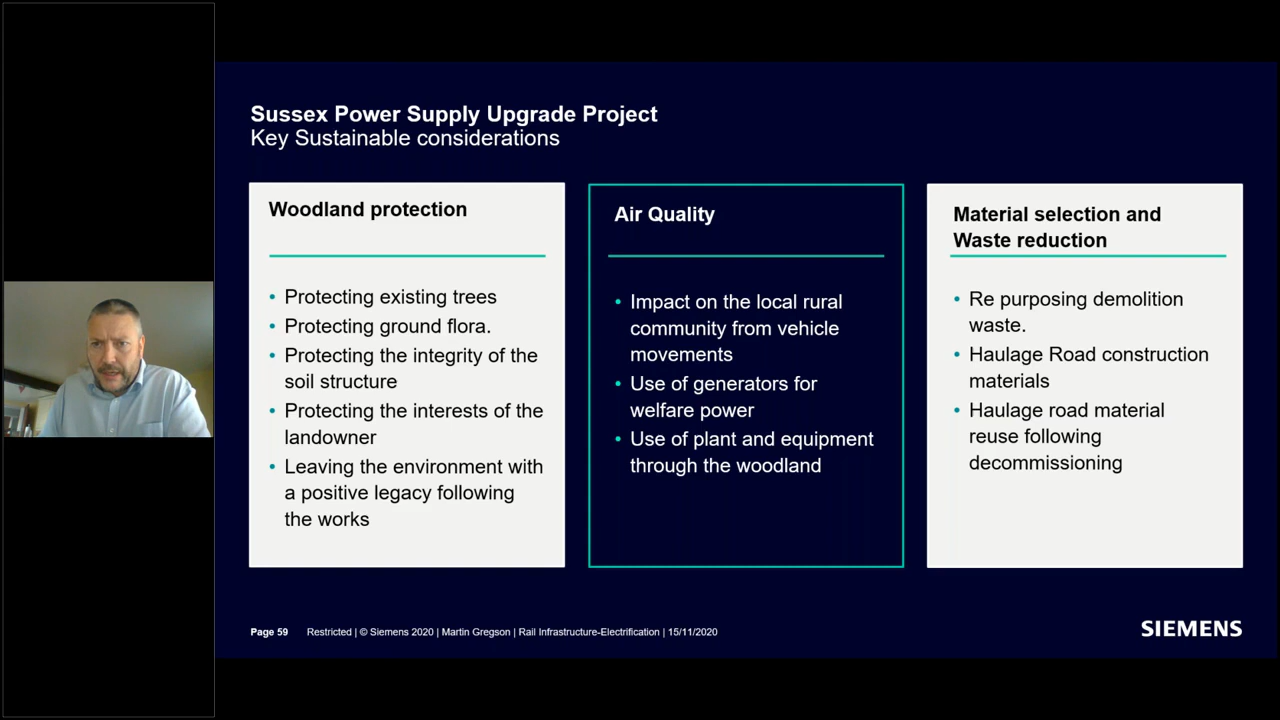 Sussex Power Supply Upgrade Project
Key Sustainable considerations
Woodland protection
• Protecting existing trees
• Protecting ground flora.
• Protecting the integrity of the
soil structure
• Protecting the interests of the
landowner
• Leaving the environment with
a positive legacy following
the works
Air Quality
• Impact on the local rural
community from vehicle
movements
• Use of generators for
welfare power
• Use of plant and equipment
through the woodland
Material selection and
Waste reduction
• Re purposing demolition
waste.
• Haulage Road construction
materials
• Haulage road material
reuse following
decommissioning
Page 59 Restricted | © Siemens 2020 | Martin Gregson | Rail Infrastructure-Electrification | 15/11/2020
SIEMENS